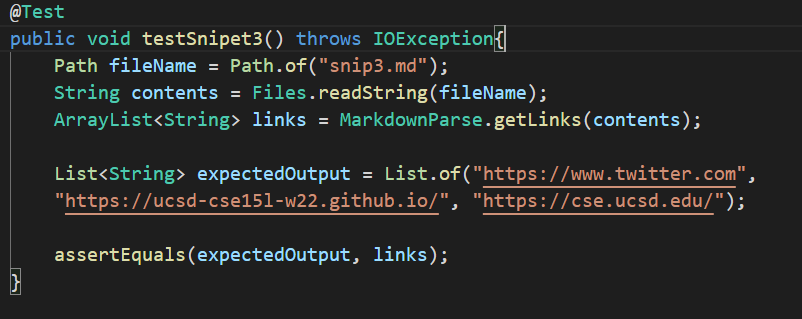 @Test
public void testSnipet3() throws IOException{
    Path fileName = Path.of("snip3.md");
    String contents = Files.readString(fileName);
    ArrayList<String> links = MarkdownParse.getLinks(contents);
    List<String> expectedOutput = List.of("https://www.twitter.com",
    "https://ucsd-cse15l-w22.github.io/", "https://cse.ucsd.edu/");
    assertEquals(expectedOutput, links);
}